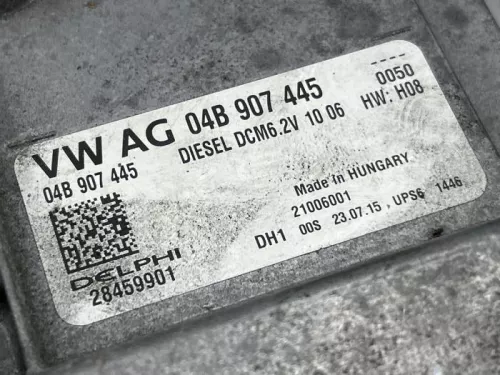 VW AG 04B 907 445
04B 907 445
DIESEL DCM6.2V 10 06
----
0050
HW: H08
DELPHI
28459901
Made In HUNGARY
21006001
DH1 00S 23.07.15 , UPS6 1446